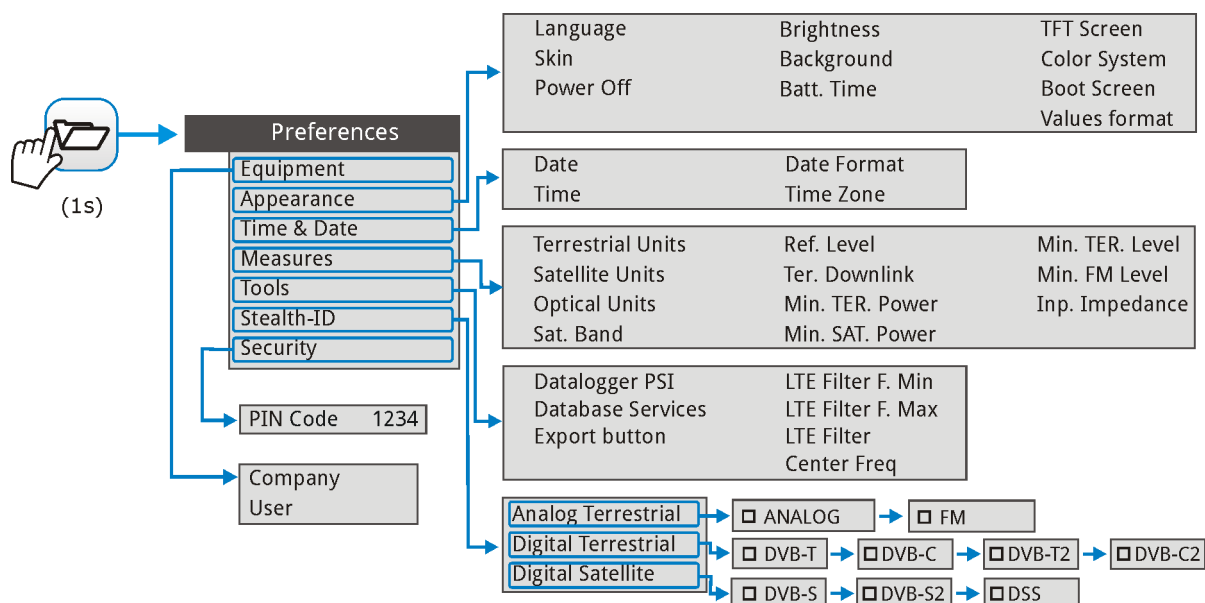 (1s)
Preferences
Equipment
Appearance
Time & Date
Measures
Tools
Stealth-ID
Security
PIN Code 1234
Company
User
Language Brightness TFT Screen
Skin Background Color System
Power Off Batt. Time Boot Screen
Values format
Date Date Format
Time Time Zone
Terrestrial Units Ref. Level Min. TER. Level
Satellite Units Ter. Downlink Min. FM Level
Optical Units Min. TER. Power Inp. Impedance
Sat. Band Min. SAT. Power
Datalogger PSI LTE Filter F. Min
Database Services LTE Filter F. Max
Export button LTE Filter
Center Freq
Analog Terrestrial ANALOG FM
Digital Terrestrial DVB-T DVB-C DVB-T2 DVB-C2
Digital Satellite DVB-S DVB-S2 DSS